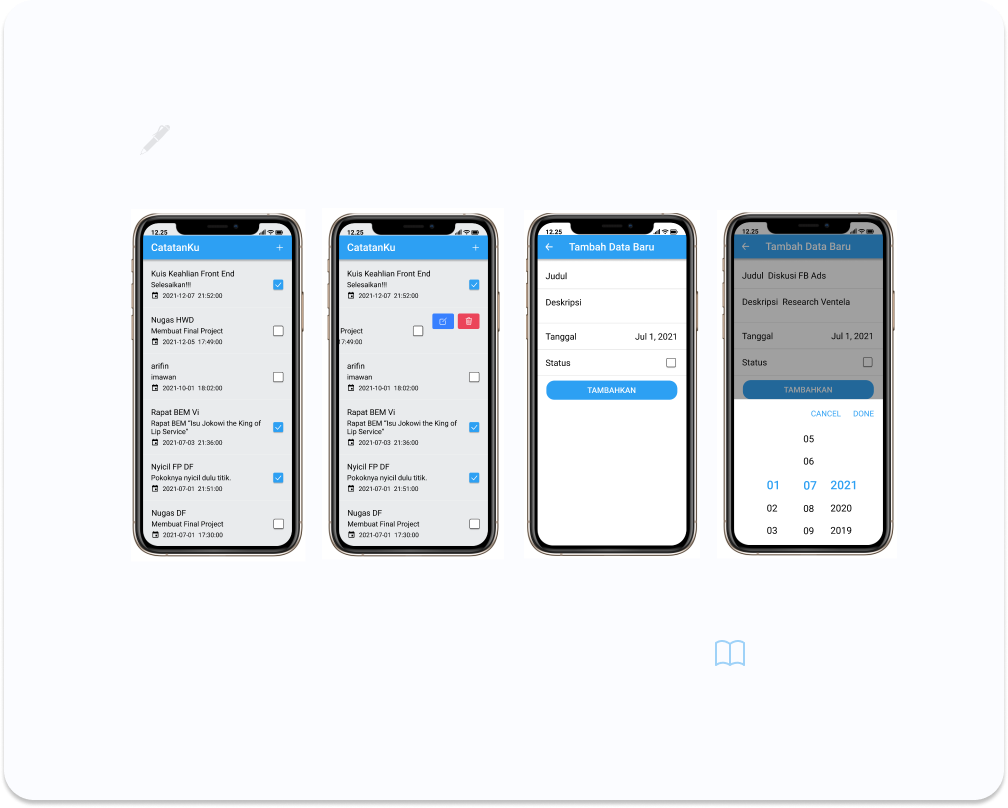 12.25
CatatanKu
+
Kuis Keahlian Front End
Selesaikan!!!
2021-12-07 21:52:00
Nugas HWD
Membuat Final Project
2021-12-05 17:49:00
arifin
imawan
2021-10-01 18:02:00
Rapat BEM Vi
Rapat BEM "Isu Jokowi the King of
Lip Service"
2021-07-03 21:36:00
Nyicil FP DF
Pokoknya nyicil dulu titik.
2021-07-01 21:51:00
Nugas DF
Membuat Final Project
2021-07-01 17:30:00
12.25
CatatanKu
+
Kuis Keahlian Front End
Selesaikan!!!
2021-12-07 21:52:00
Project
17:49:00
arifin
imawan
2021-10-01 18:02:00
Rapat BEM Vi
Rapat BEM "Isu Jokowi the King of
Lip Service"
2021-07-03 21:36:00
Nyicil FP DF
Pokoknya nyicil dulu titik.
2021-07-01 21:51:00
Nugas DF
Membuat Final Project
2021-07-01 17:30:00
12.25
Tambah Data Baru
Judul
Deskripsi
Tanggal Jul 1, 2021
Status
TAMBAHKAN
12.25
Tambah Data Baru
Judul Diskusi FB Ads
Deskripsi Research Ventela
Tanggal Jul 1, 2021
Status
TAMBAHKAN
CANCEL DONE
05
06
01 07 2021
02 08 2020
03 09 2019